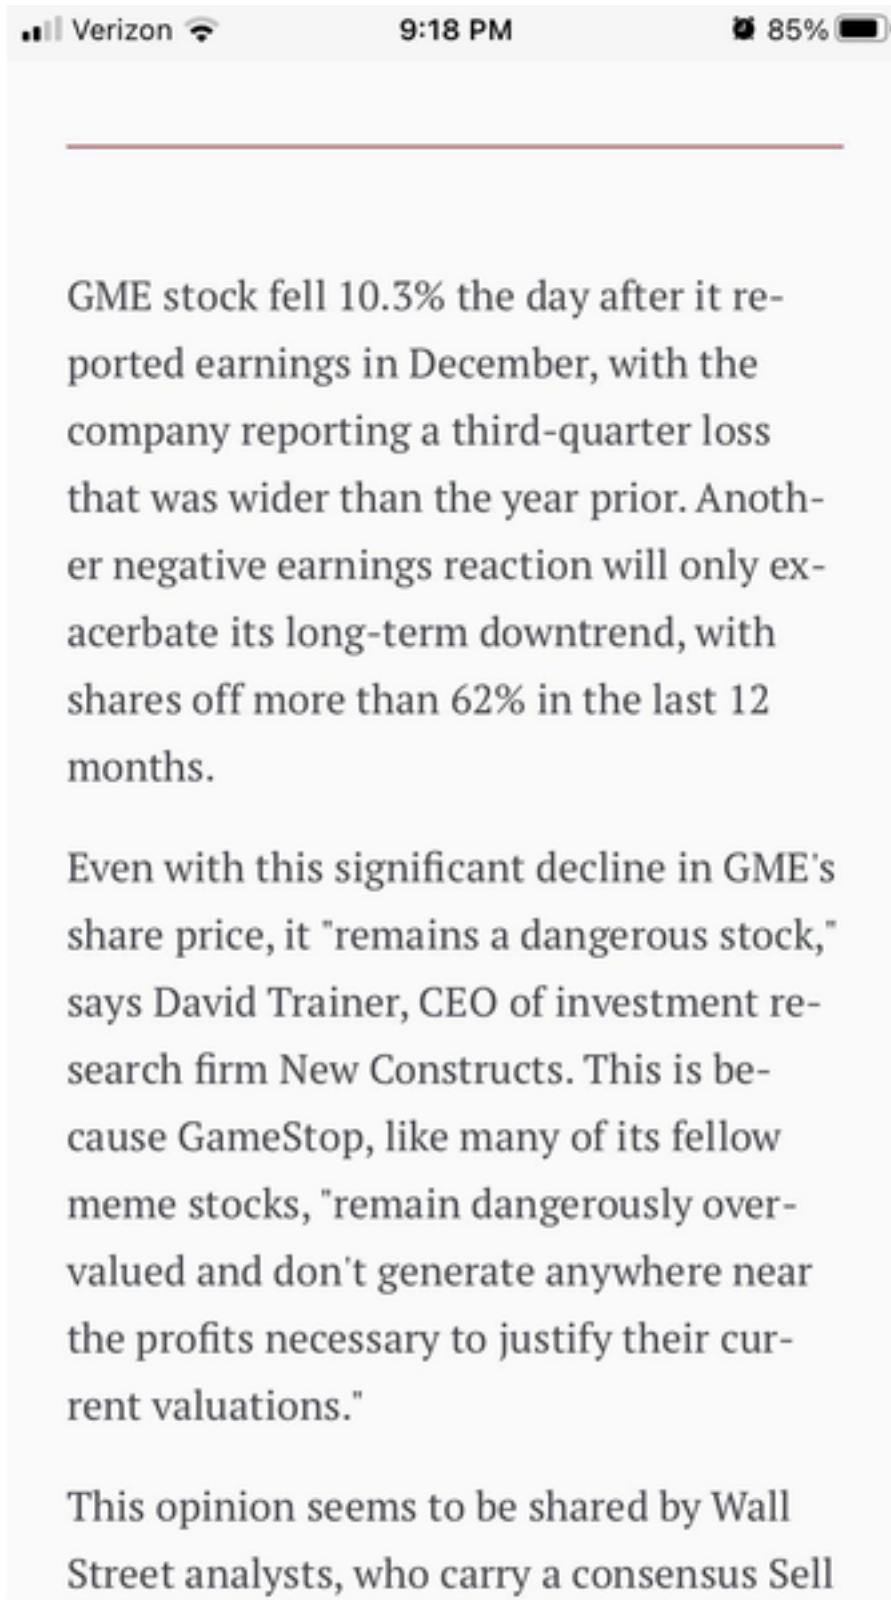 Verizon 9:18 PM 85%
GME stock fell 10.3% the day after it re-
ported earnings in December, with the
company reporting a third-quarter loss
that was wider than the year prior. Anoth-
er negative earnings reaction will only ex-
acerbate its long-term downtrend, with
shares off more than 62% in the last 12
months.
Even with this significant decline in GME's
share price, it "remains a dangerous stock,"
says David Trainer, CEO of investment re-
search firm New Constructs. This is be-
cause GameStop, like many of its fellow
meme stocks, "remain dangerously over-
valued and don't generate anywhere near
the profits necessary to justify their cur-
rent valuations."
This opinion seems to be shared by Wall
Street analysts, who carry a consensus Sell